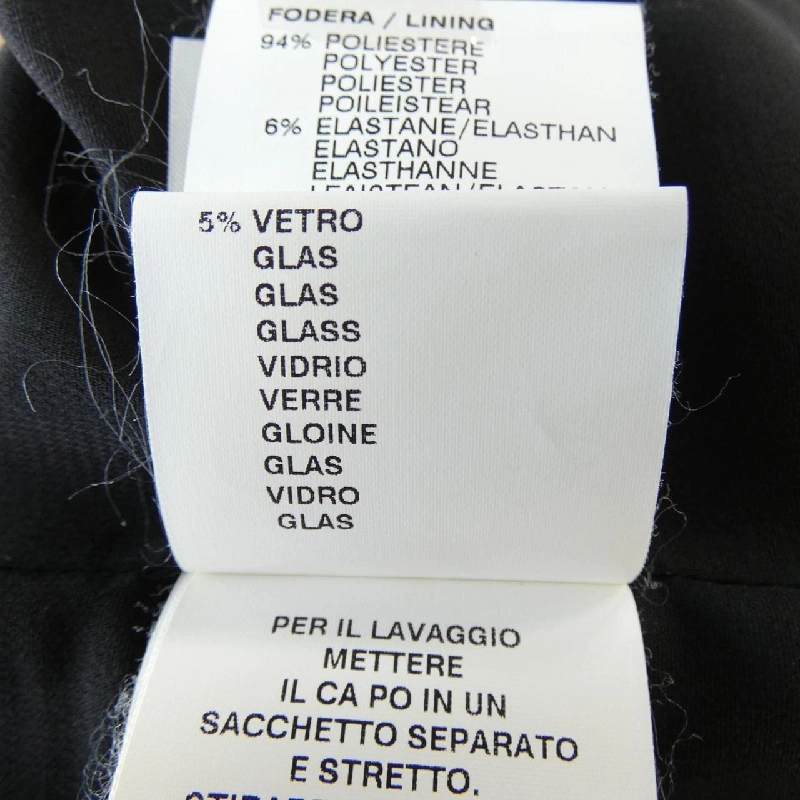 FODERA / LINING
94% POLIESTERE
POLYESTER
POLIESTER
POILEISTEAR
6% ELASTANE/ELASTHAN
ELASTANO
ELASTHANNE
5% VETRO
GLAS
GLAS
GLASS
VIDRIO
VERRE
GLOINE
GLAS
VIDRO
GLAS
PER IL LAVAGGIO
METTERE
IL CA PO IN UN
SACCHETTO SEPARATO
E STRETTO.